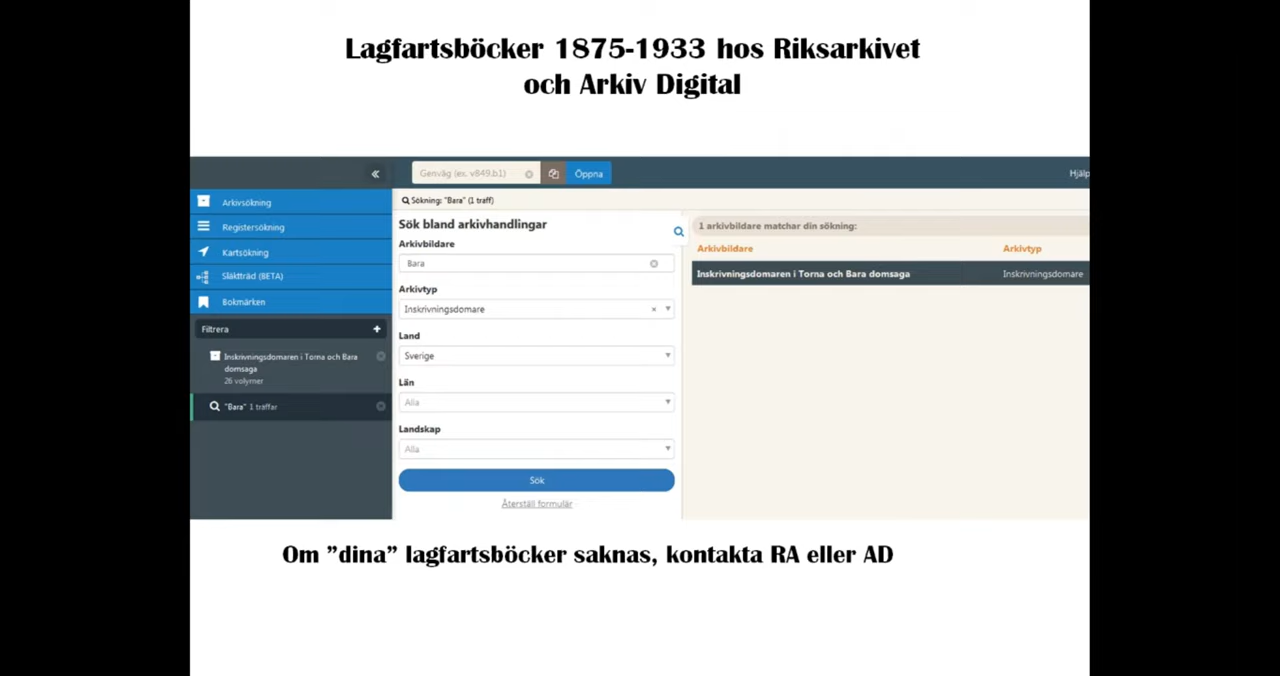 Lagfartsböcker 1875-1933 hos Riksarkivet
och Arkiv Digital
Genväg (ex. v849.b1)
Öppna
Hjälp
Arkivsökning
Registersökning
Kartsökning
Släktträd (BETA)
Bokmärken
Filtrera
Inskrivningsdomaren i Torna och Bara
domsaga
26 volymer
"Bara" 1 träffar
Sökning: "Bara" (1 träff)
Sök bland arkivhandlingar
Arkivbildare
Bara
Arkivtyp
Inskrivningsdomare
Land
Sverige
Län
Alla
Landskap
Alla
Sök
Återställ formulär
1 arkivbildare matchar din sökning:
Arkivbildare Arkivtyp
Inskrivningsdomaren i Torna och Bara domsaga Inskrivningsdomare
Om ”dina” lagfartsböcker saknas, kontakta RA eller AD